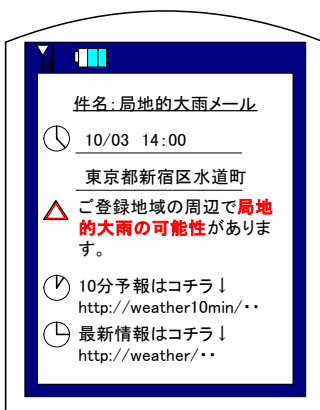 件名:局地的大雨メール
10/03 14:00
東京都新宿区水道町
ご登録地域の周辺で局地
的大雨の可能性がありま
す。
10分予報はコチラ↓
http://weather10min/・・
最新情報はコチラ↓
http://weather/・・